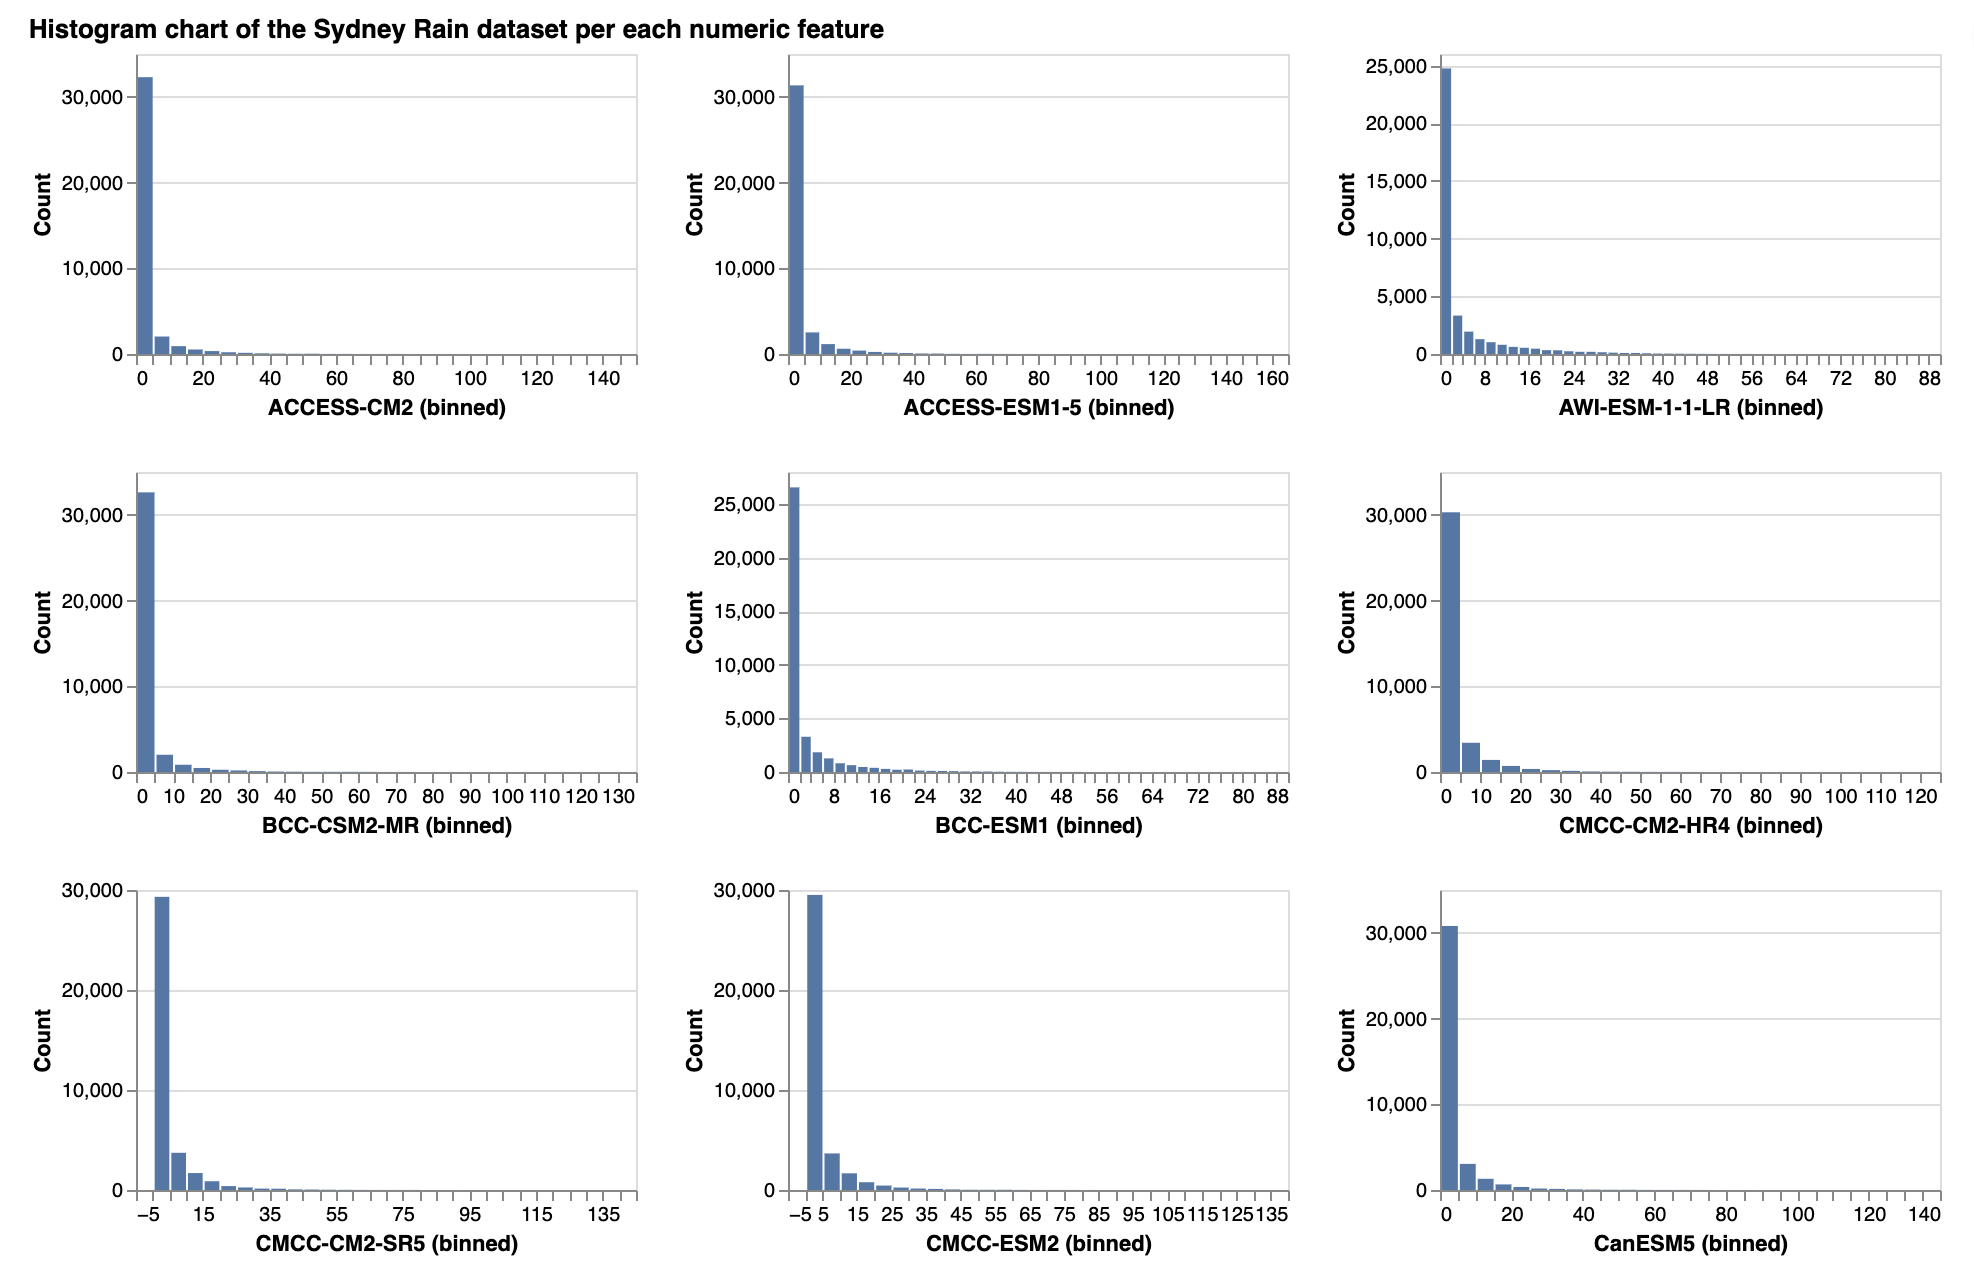 Histogram chart of the Sydney Rain dataset per each numeric feature
30,000
20,000
10,000
0
Count
0 20 40 60 80 100 120 140
ACCESS-CM2 (binned)
30,000
20,000
10,000
0
Count
0 20 40 60 80 100 120 140 160
ACCESS-ESM1-5 (binned)
25,000
20,000
15,000
10,000
5,000
0
Count
0 8 16 24 32 40 48 56 64 72 80 88
AWI-ESM-1-1-LR (binned)
30,000
20,000
10,000
0
Count
0 10 20 30 40 50 60 70 80 90 100 110 120 130
BCC-CSM2-MR (binned)
25,000
20,000
15,000
10,000
5,000
0
Count
0 8 16 24 32 40 48 56 64 72 80 88
BCC-ESM1 (binned)
30,000
20,000
10,000
0
Count
0 10 20 30 40 50 60 70 80 90 100 110 120
CMCC-CM2-HR4 (binned)
30,000
20,000
10,000
0
Count
−5 15 35 55 75 95 115 135
CMCC-CM2-SR5 (binned)
30,000
20,000
10,000
0
Count
−5 5 15 25 35 45 55 65 75 85 95 105 115 125 135
CMCC-ESM2 (binned)
30,000
20,000
10,000
0
Count
0 20 40 60 80 100 120 140
CanESM5 (binned)